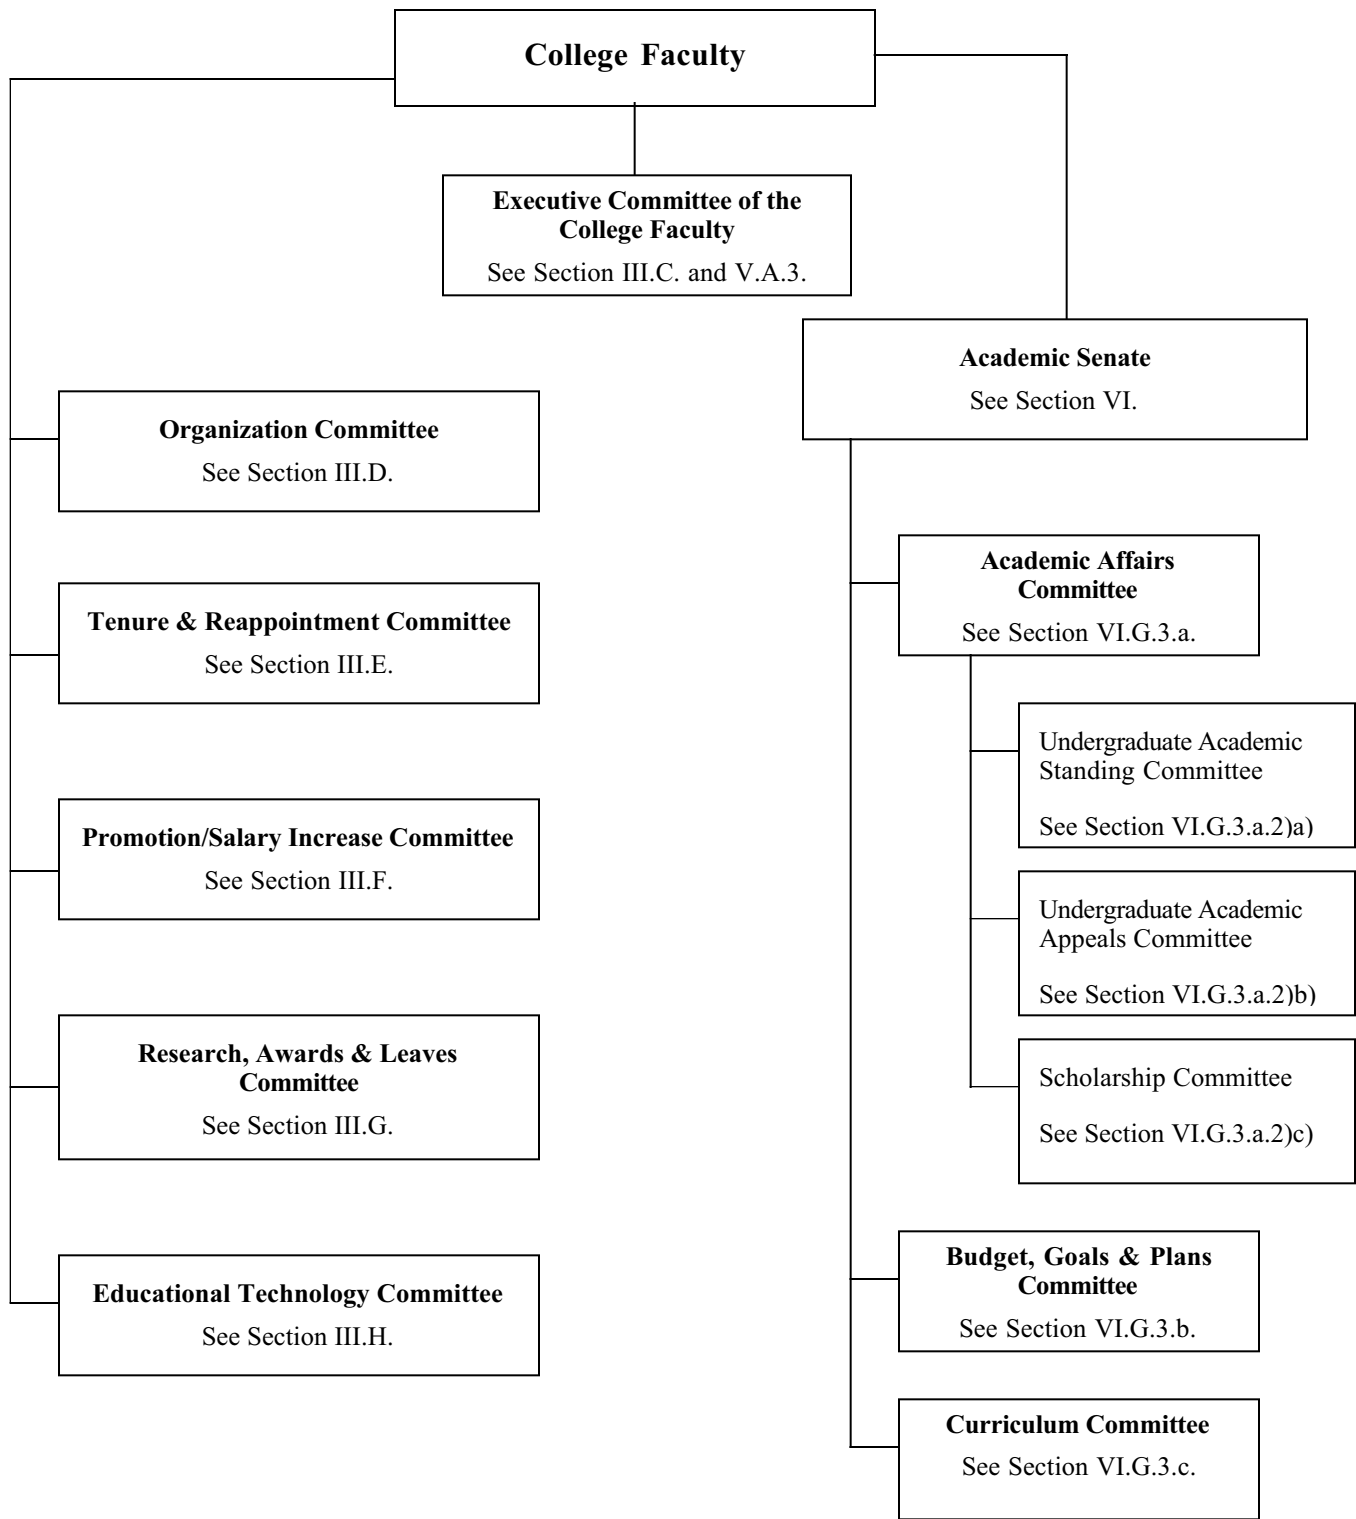 College Faculty
Executive Committee of the
College Faculty
See Section III.C. and V.A.3.
Academic Senate
See Section VI.
Organization Committee
See Section III.D.
Tenure & Reappointment Committee
See Section III.E.
Promotion/Salary Increase Committee
See Section III.F.
Research, Awards & Leaves
Committee
See Section III.G.
Educational Technology Committee
See Section III.H.
Academic Affairs
Committee
See Section VI.G.3.a.
Undergraduate Academic
Standing Committee
See Section VI.G.3.a.2)a)
Undergraduate Academic
Appeals Committee
See Section VI.G.3.a.2)b)
Scholarship Committee
See Section VI.G.3.a.2)c)
Budget, Goals & Plans
Committee
See Section VI.G.3.b.
Curriculum Committee
See Section VI.G.3.c.